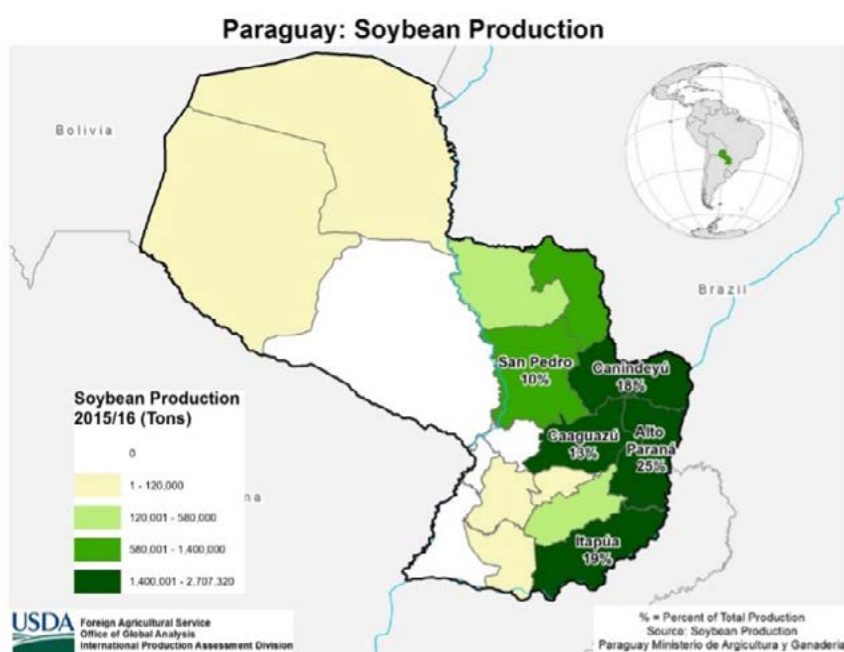 Paraguay: Soybean Production
Bolivia
Brazil
San Pedro
10%
Canindeyú
18%
Caaguazú
13%
Alto
Paraná
25%
Itapúa
19%
Soybean Production
2015/16 (Tons)
0
1 - 120,000
120,001 - 580,000
580,001 - 1,400,000
1,400,001 - 2,707,320
n a
USDA
Foreign Agricultural Service
Office of Global Analysis
International Production Assessment Division
% = Percent of Total Production
Source: Soybean Production
Paraguay Ministerio de Argicultura y Ganaderia